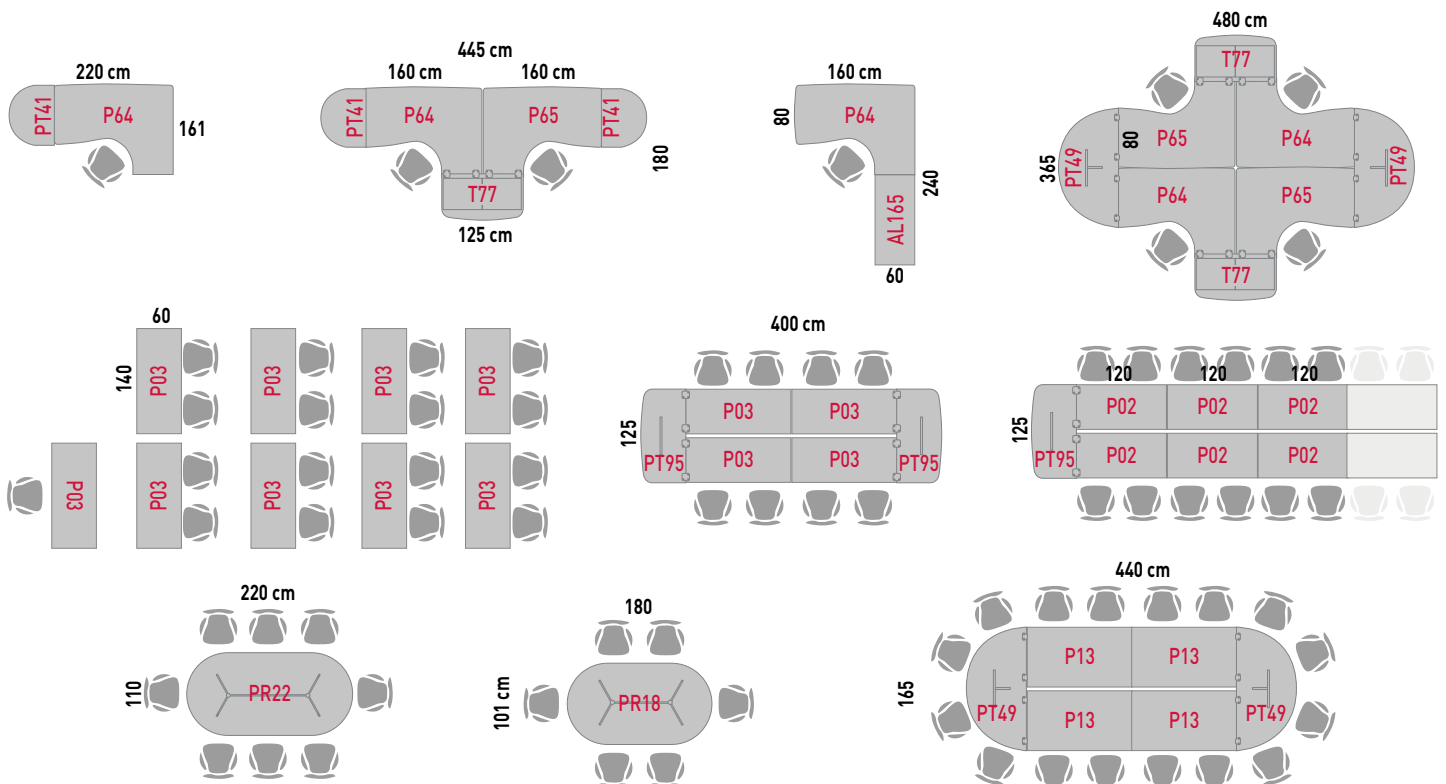 220 cm
PT41
P64
161
445 cm
160 cm
160 cm
PT41
P64
P65
PT41
180
T77
125 cm
160 cm
80
P64
240
AL165
60
480 cm
T77
P65
80
P64
365
PT49
PT49
P64
P65
T77
60
140
P03
P03
P03
P03
P03
P03
P03
P03
P03
400 cm
P03
P03
125
P03
P03
PT95
PT95
120
120
120
P02
P02
P02
125
P02
P02
P02
PT95
220 cm
110
PR22
180
101 cm
PR18
440 cm
P13
P13
165
PT49
PT49
P13
P13